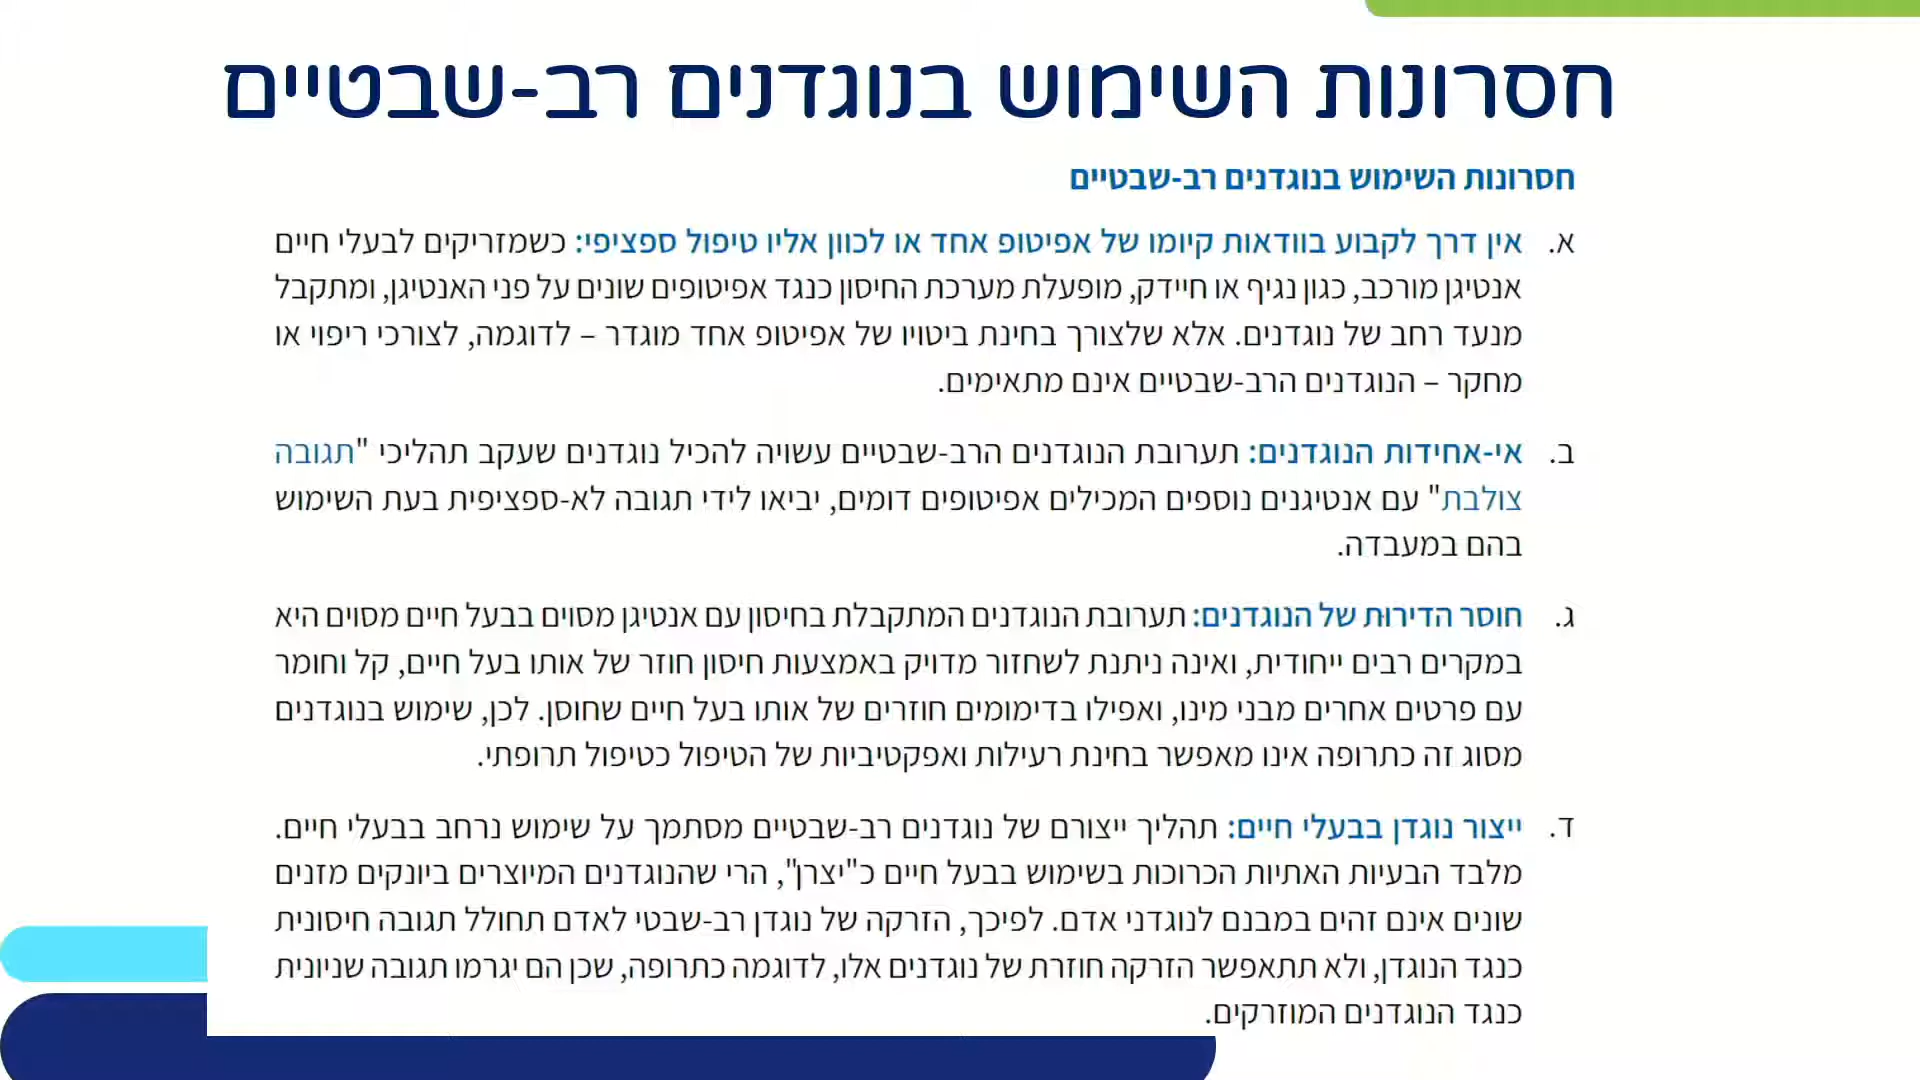 חסרונות השימוש בנוגדנים רב-שבטיים
חסרונות השימוש בנוגדנים רב-שבטיים
א. אין דרך לקבוע בוודאות קיומו של אפיטופ אחד או לכוון אליו טיפול ספציפי: כשמזריקים לבעלי חיים
אנטיגן מורכב, כגון נגיף או חיידק, מופעלת מערכת החיסון כנגד אפיטופים שונים על פני האנטיגן, ומתקבל
מנעד רחב של נוגדנים. אלא שלצורך בחינת ביטויו של אפיטופ אחד מוגדר – לדוגמה, לצורכי ריפוי או
מחקר – הנוגדנים הרב-שבטיים אינם מתאימים.
ב. אי-אחידות הנוגדנים: תערובת הנוגדנים הרב-שבטיים עשויה להכיל נוגדנים שעקב תהליכי "תגובה
צולבת" עם אנטיגנים נוספים המכילים אפיטופים דומים, יביאו לידי תגובה לא-ספציפית בעת השימוש
בהם במעבדה.
ג. חוסר הדירוּת של הנוגדנים: תערובת הנוגדנים המתקבלת בחיסון עם אנטיגן מסוים בבעל חיים מסוים היא
במקרים רבים ייחודית, ואינה ניתנת לשחזור מדויק באמצעות חיסון חוזר של אותו בעל חיים, קל וחומר
עם פרטים אחרים מבני מינו, ואפילו בדימומים חוזרים של אותו בעל חיים שחוסן. לכן, שימוש בנוגדנים
מסוג זה כתרופה אינו מאפשר בחינת רעילות ואפקטיביות של הטיפול כטיפול תרופתי.
ד. ייצור נוגדן בבעלי חיים: תהליך ייצורם של נוגדנים רב-שבטיים מסתמך על שימוש נרחב בבעלי חיים.
מלבד הבעיות האתיות הכרוכות בשימוש בבעל חיים כ"יצרן", הרי שהנוגדנים המיוצרים ביונקים מזנים
שונים אינם זהים במבנם לנוגדני אדם. לפיכך, הזרקה של נוגדן רב-שבטי לאדם תחולל תגובה חיסונית
כנגד הנוגדן, ולא תתאפשר הזרקה חוזרת של נוגדנים אלו, לדוגמה כתרופה, שכן הם יגרמו תגובה שניונית
כנגד הנוגדנים המוזרקים.